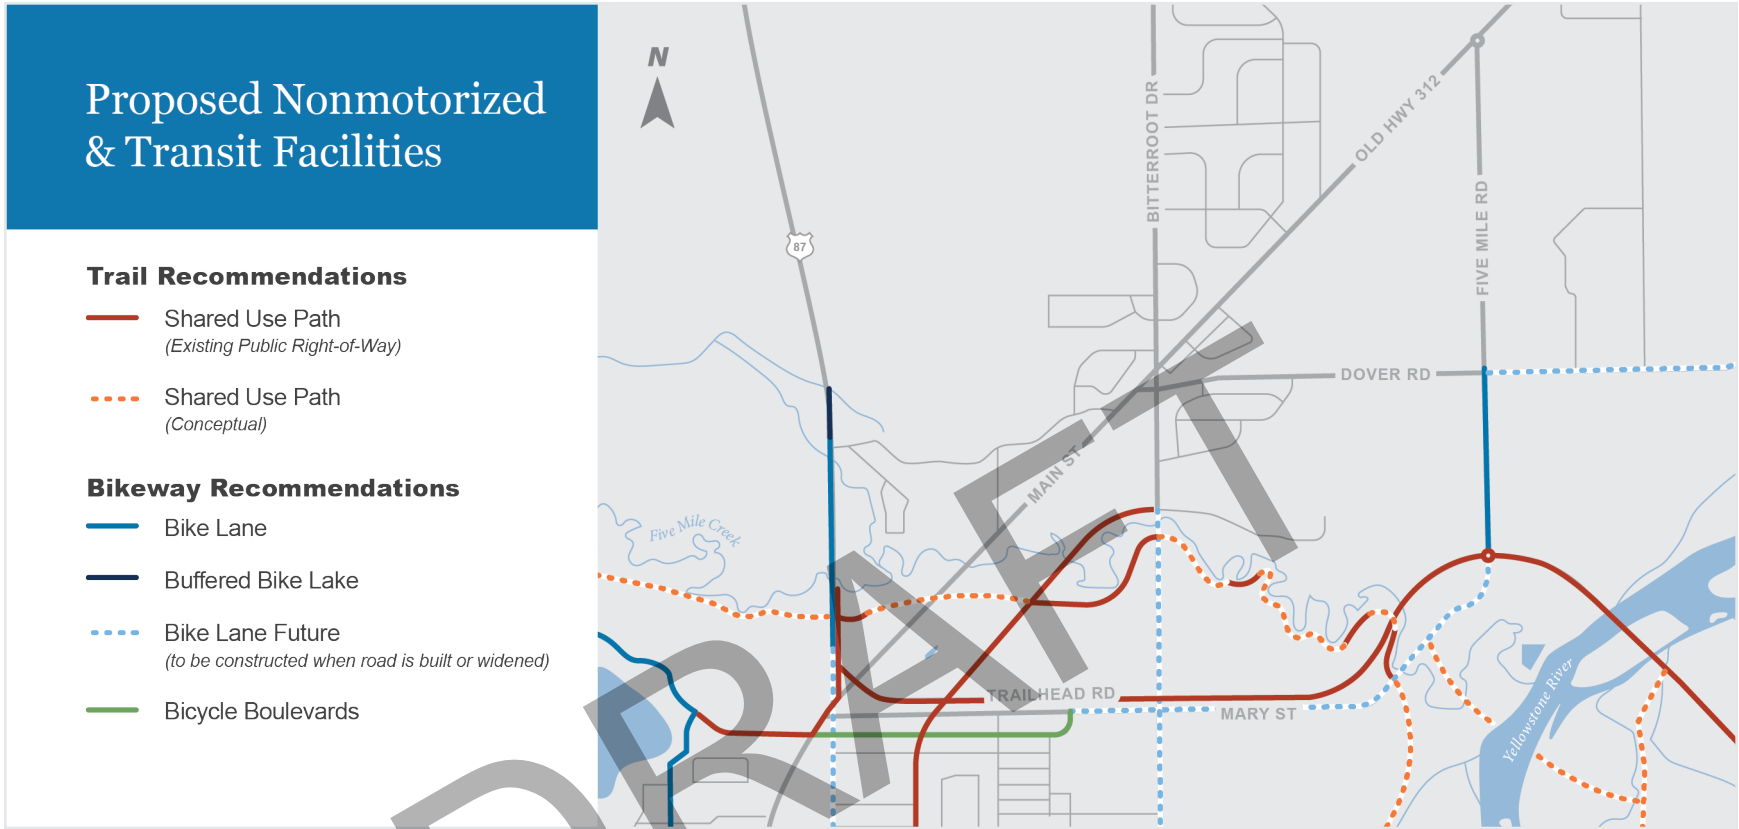 Proposed Nonmotorized
& Transit Facilities
Trail Recommendations
Shared Use Path
(Existing Public Right-of-Way)
Shared Use Path
(Conceptual)
Bikeway Recommendations
Bike Lane
Buffered Bike Lake
Bike Lane Future
(to be constructed when road is built or widened)
Bicycle Boulevards
N
87
BITTERROOT DR
OLD HWY 312
FIVE MILE RD
DOVER RD
MAIN ST
Five Mile Creek
TRAILHEAD RD
MARY ST
Yellowstone River
DRAFT